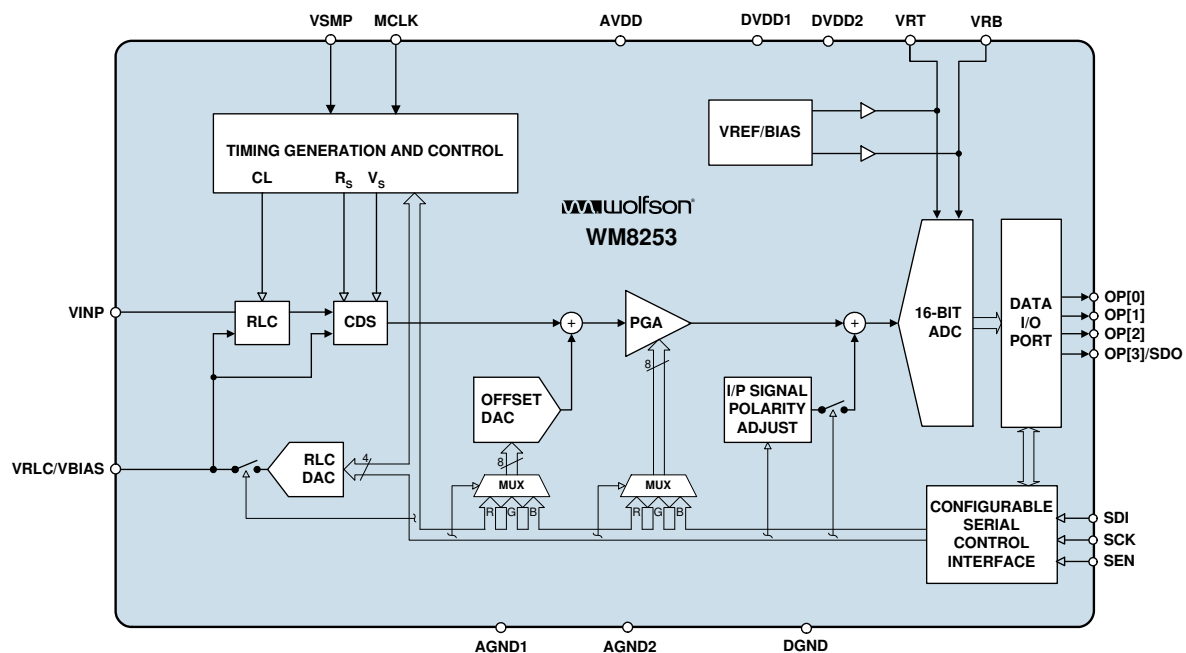 VSMP MCLK AVDD DVDD1 DVDD2 VRT VRB
VREF/BIAS
TIMING GENERATION AND CONTROL
CL RS VS
wolfson®
WM8253
VINP
RLC
CDS
+
PGA
+
16-BIT
ADC
DATA
I/O
PORT
OP[0]
OP[1]
OP[2]
OP[3]/SDO
8
OFFSET
DAC
I/P SIGNAL
POLARITY
ADJUST
VRLC/VBIAS
RLC
DAC
4
8
MUX
R G B
MUX
R G B
CONFIGURABLE
SERIAL
CONTROL
INTERFACE
SDI
SCK
SEN
AGND1 AGND2 DGND